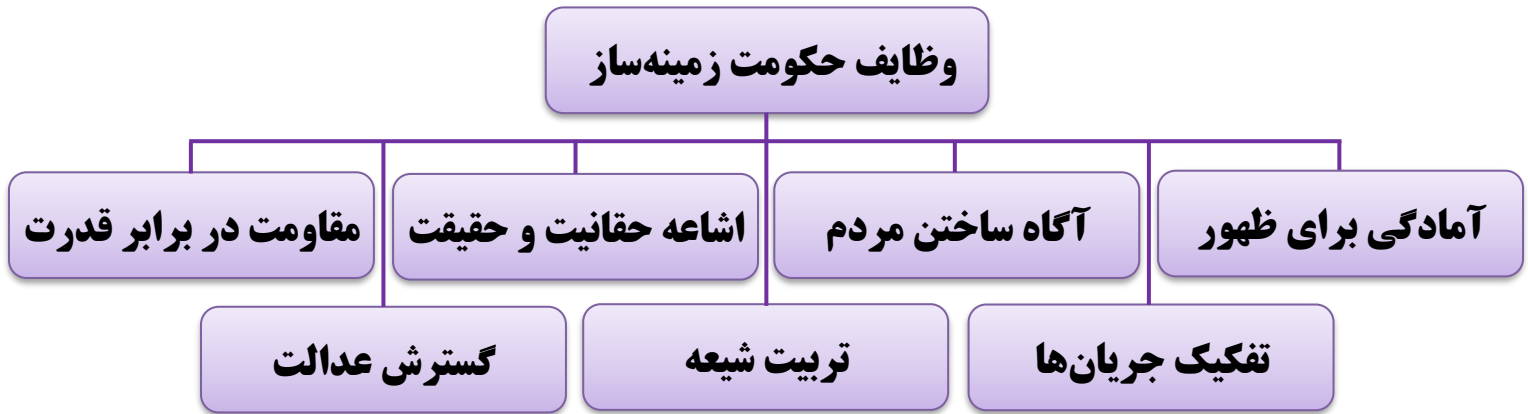 وظایف حکومت زمینه‌ساز
آمادگی برای ظهور
آگاه ساختن مردم
اشاعه حقانیت و حقیقت
مقاومت در برابر قدرت
تفکیک جریان‌ها
تربیت شیعه
گسترش عدالت